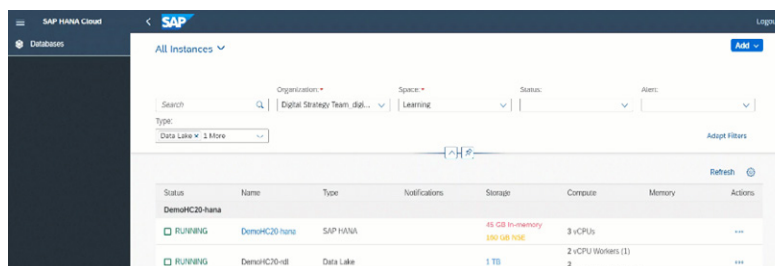 SAP HANA Cloud
SAP
Logou
Databases
All Instances
Add
Organization: *
Space: *
Status:
Alert:
Search
Digital Strategy Team_digi...
Learning
Type:
Data Lake × 1 More
Adapt Filters
Refresh
Status Name Type Notifications Storage Compute Memory Actions
DemoHC20-hana
RUNNING DemoHC20-hana SAP HANA 45 GB In-memory 3 vCPUs ...
NSE
2 vCPU Workers (1)
RUNNING DemoHC20-rdl Data Lake 1 TB ...